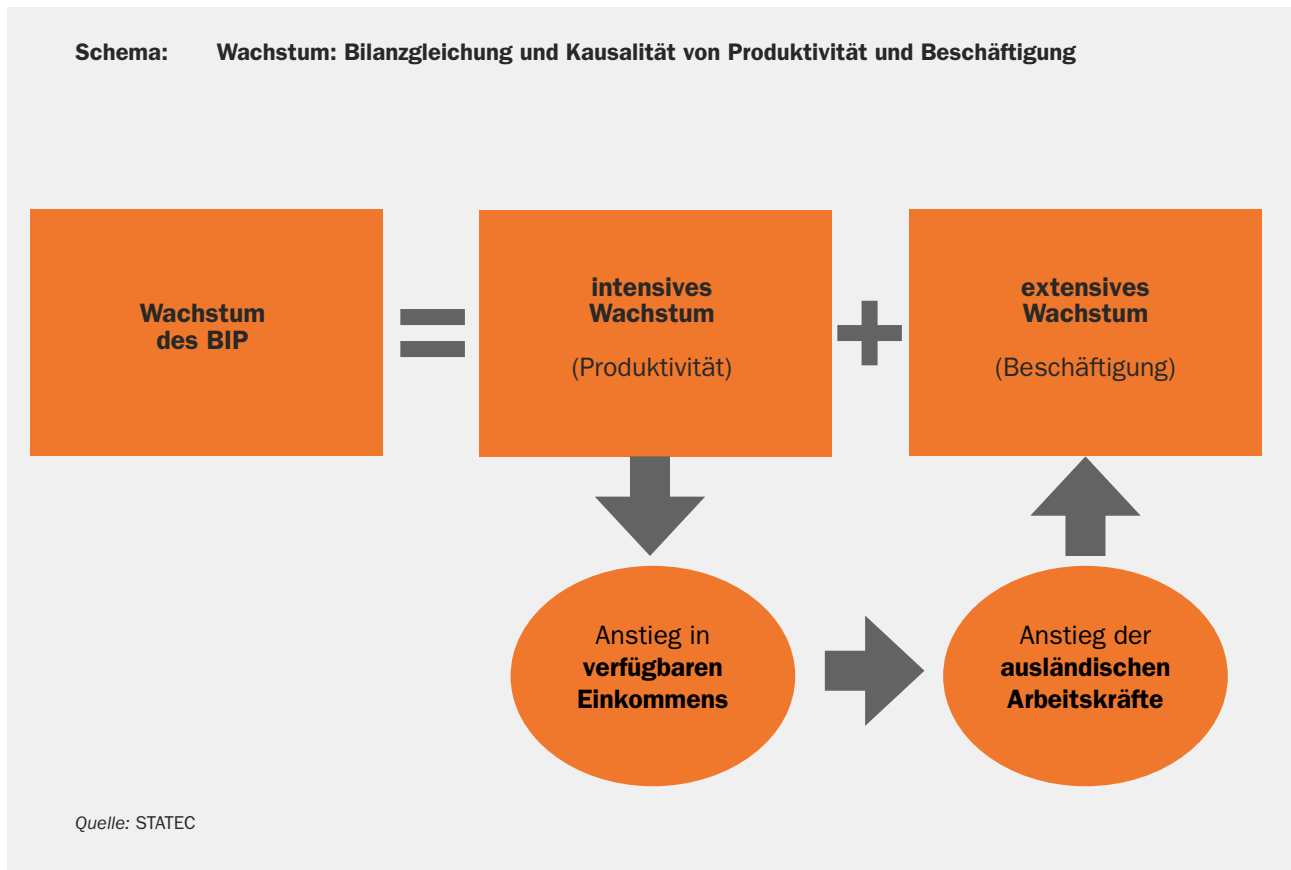 Schema: Wachstum: Bilanzgleichung und Kausalität von Produktivität und Beschäftigung
Wachstum
des BIP
=
intensives
Wachstum
(Produktivität)
+
extensives
Wachstum
(Beschäftigung)
Anstieg in
verfügbaren
Einkommens
Anstieg der
ausländischen
Arbeitskräfte
Quelle: STATEC